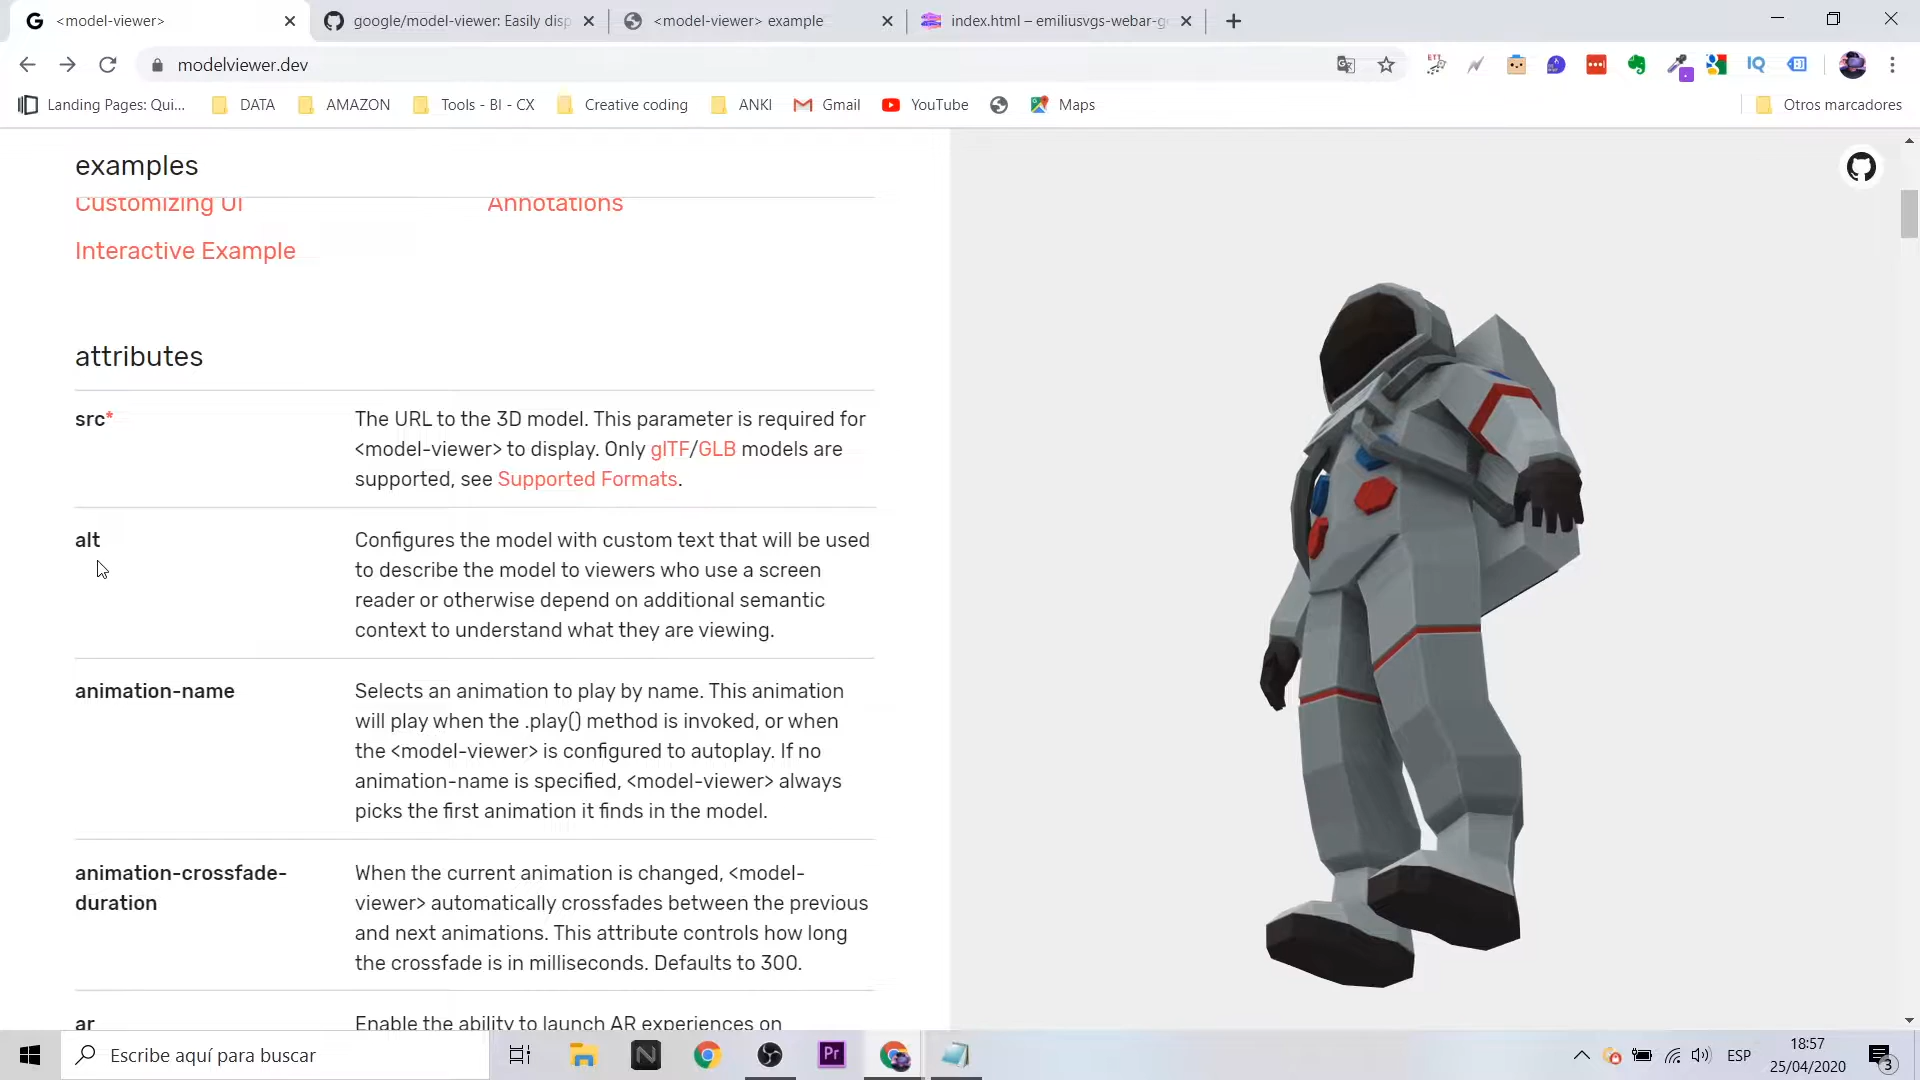 <model-viewer>
google/model-viewer: Easily disp
<model-viewer> example
index.html – emiliusvgs-webar-g
modelviewer.dev
Landing Pages: Qui...
DATA
AMAZON
Tools - BI - CX
Creative coding
ANKI
Gmail
YouTube
Maps
Otros marcadores
examples
Customizing UI
Annotations
Interactive Example
attributes
src*
The URL to the 3D model. This parameter is required for
<model-viewer> to display. Only glTF/GLB models are
supported, see Supported Formats.
alt
Configures the model with custom text that will be used
to describe the model to viewers who use a screen
reader or otherwise depend on additional semantic
context to understand what they are viewing.
animation-name
Selects an animation to play by name. This animation
will play when the .play() method is invoked, or when
the <model-viewer> is configured to autoplay. If no
animation-name is specified, <model-viewer> always
picks the first animation it finds in the model.
animation-crossfade-
duration
When the current animation is changed, <model-
viewer> automatically crossfades between the previous
and next animations. This attribute controls how long
the crossfade is in milliseconds. Defaults to 300.
ar
Enable the ability to launch AR experiences on
Escribe aquí para buscar
Pr
ESP
18:57
25/04/2020
3
ETT
IQ